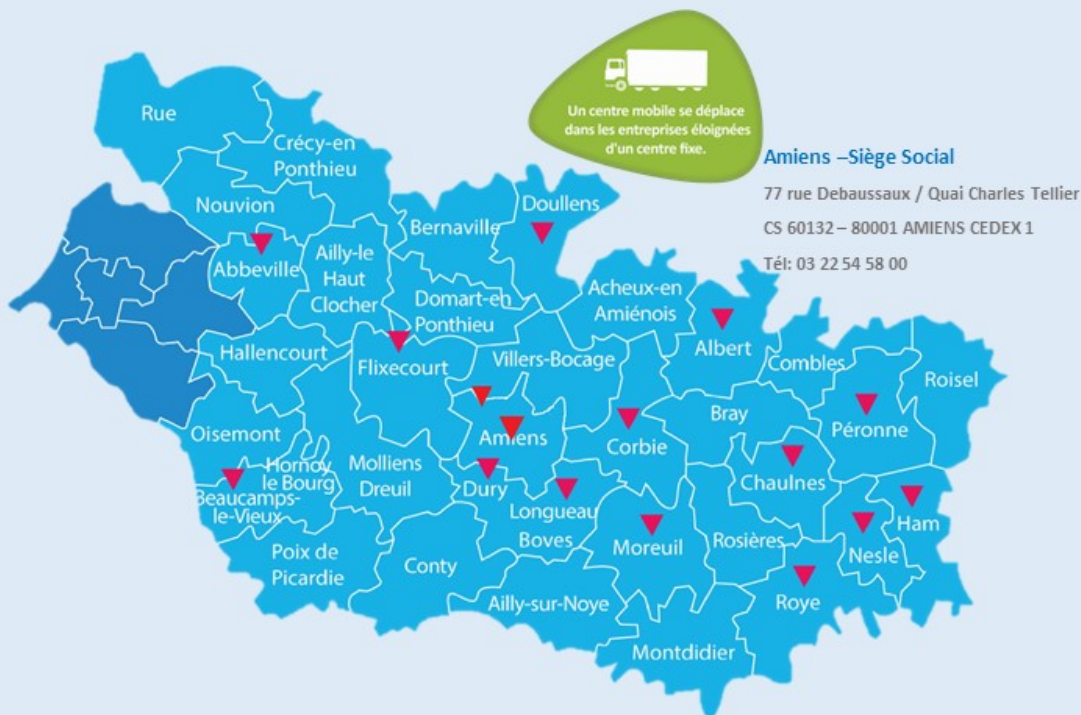 Un centre mobile se déplace
dans les entreprises éloignées
d'un centre fixe.
Amiens –Siège Social
77 rue Debaussaux / Quai Charles Tellier
CS 60132 – 80001 AMIENS CEDEX 1
Tél: 03 22 54 58 00
Rue
Crécy-en
Ponthieu
Nouvion
Doullens
Bernaville
Abbeville
Ailly-le
Haut
Clocher
Domart-en
Ponthieu
Acheux-en
Amiénois
Albert
Hallencourt
Flixecourt
Villers-Bocage
Combles
Roisel
Oisemont
Amiens
Corbie
Bray
Péronne
Hornoy
le Bourg
Molliens
Dreuil
Dury
Chaulnes
Beaucamps-
le-Vieux
Longueau
Boves
Moreuil
Rosières
Nesle
Ham
Poix de
Picardie
Conty
Ailly-sur-Noye
Roye
Montdidier